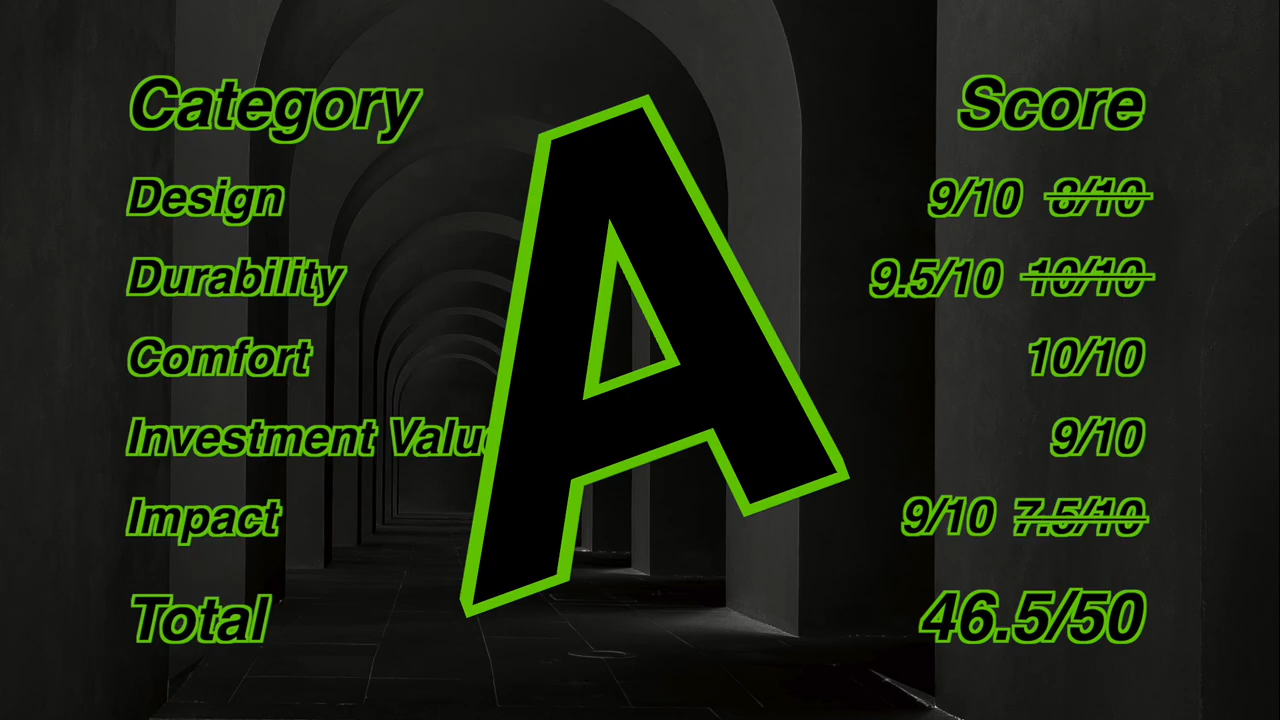 Category Score
Design 9/10 8/10
Durability 9.5/10 10/10
Comfort 10/10
Investment Valu
Impact 9/10 7.5/10
Total 46.5/50
A
9/10